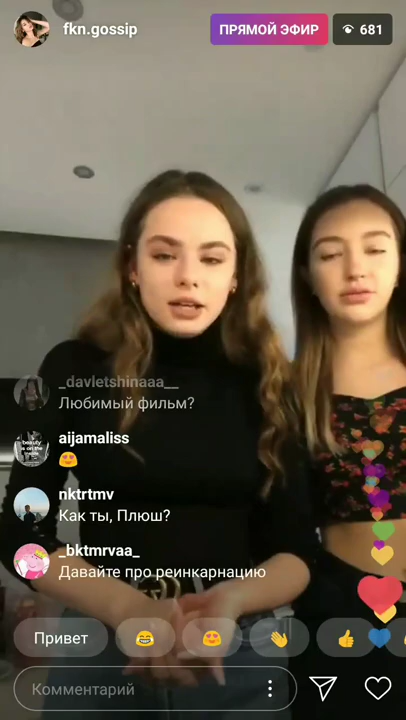 fkn.gossip
ПРЯМОЙ ЭФИР
681
_davletshinaaa__
Любимый фильм?
aijamaliss
😍
nktrtmv
Как ты, Плюш?
_bktmrvaa_
Давайте про реинкарнацию
Привет 😂 😍 👋 👍
Комментарий